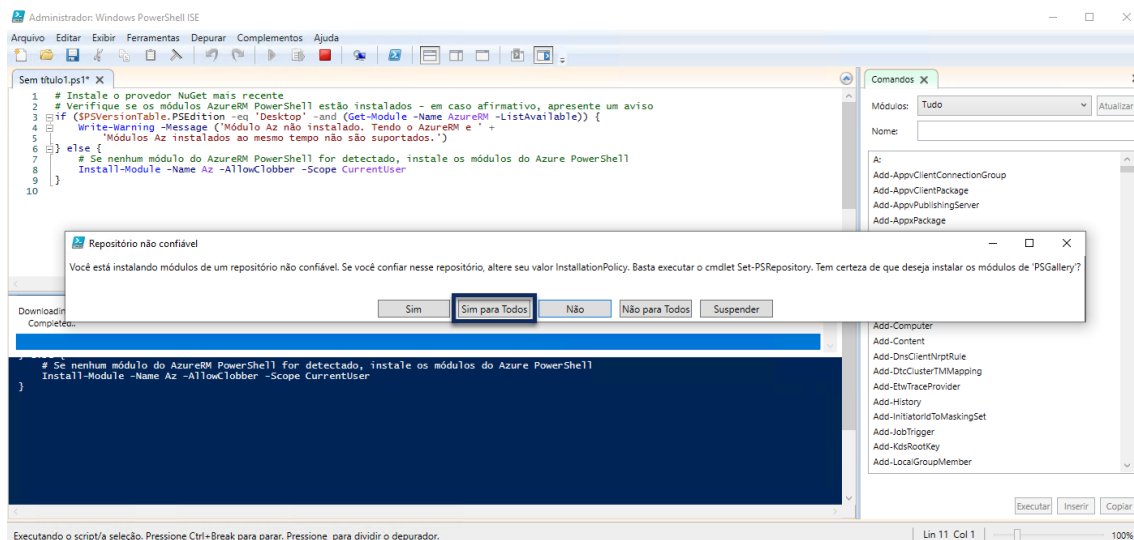 Administrador: Windows PowerShell ISE
Arquivo Editar Exibir Ferramentas Depurar Complementos Ajuda
Sem título1.ps1* X
1 # Instale o provedor NuGet mais recente
2 # Verifique se os módulos AzureRM PowerShell estão instalados - em caso afirmativo, apresente um aviso
3 if ($PSVersionTable.PSEdition -eq 'Desktop' -and (Get-Module -Name AzureRM -ListAvailable)) {
4 Write-Warning -Message ('Módulo Az não instalado. Tendo o AzureRM e ' +
5 'Módulos Az instalados ao mesmo tempo não são suportados.')
6 } else {
7 # Se nenhum módulo do AzureRM PowerShell for detectado, instale os módulos do Azure PowerShell
8 Install-Module -Name Az -AllowClobber -Scope CurrentUser
9 }
10
Repositório não confiável
Você está instalando módulos de um repositório não confiável. Se você confiar nesse repositório, altere seu valor InstallationPolicy. Basta executar o cmdlet Set-PSRepository. Tem certeza de que deseja instalar os módulos de 'PSGallery'?
Sim Sim para Todos Não Não para Todos Suspender
Downloadin
Completed..
# Se nenhum módulo do AzureRM PowerShell for detectado, instale os módulos do Azure PowerShell
Install-Module -Name Az -AllowClobber -Scope CurrentUser
}
Comandos X
Módulos: Tudo Atualizar
Nome:
A:
Add-AppvClientConnectionGroup
Add-AppvClientPackage
Add-AppvPublishingServer
Add-AppxPackage
Add-Computer
Add-Content
Add-DnsClientNrptRule
Add-DtcClusterTMMapping
Add-EtwTraceProvider
Add-History
Add-InitiatorIdToMaskingSet
Add-JobTrigger
Add-KdsRootKey
Add-LocalGroupMember
Executar Inserir Copiar
Executando o script/a seleção. Pressione Ctrl+Break para parar. Pressione para dividir o depurador.
Lin 11 Col 1 100%